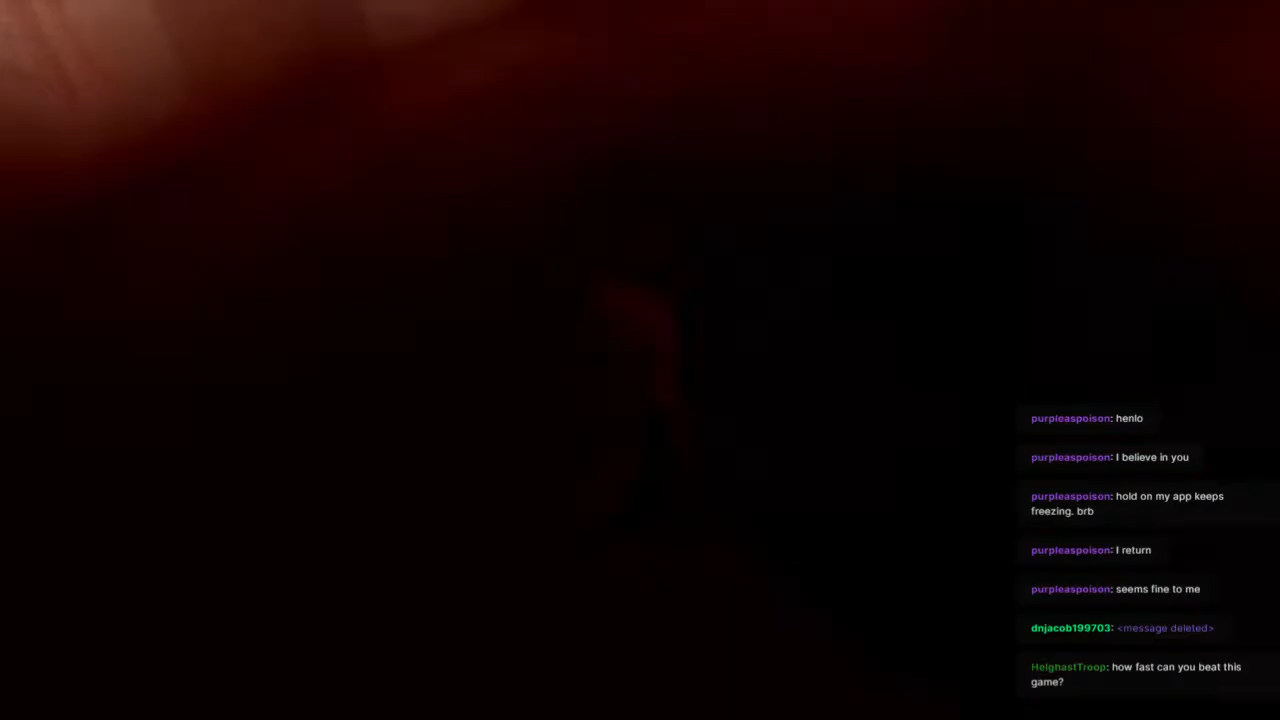 purpleaspoison: henlo
purpleaspoison: I believe in you
purpleaspoison: hold on my app keeps
freezing. brb
purpleaspoison: I return
purpleaspoison: seems fine to me
dnjacob199703: <message deleted>
HelghastTroop: how fast can you beat this
game?